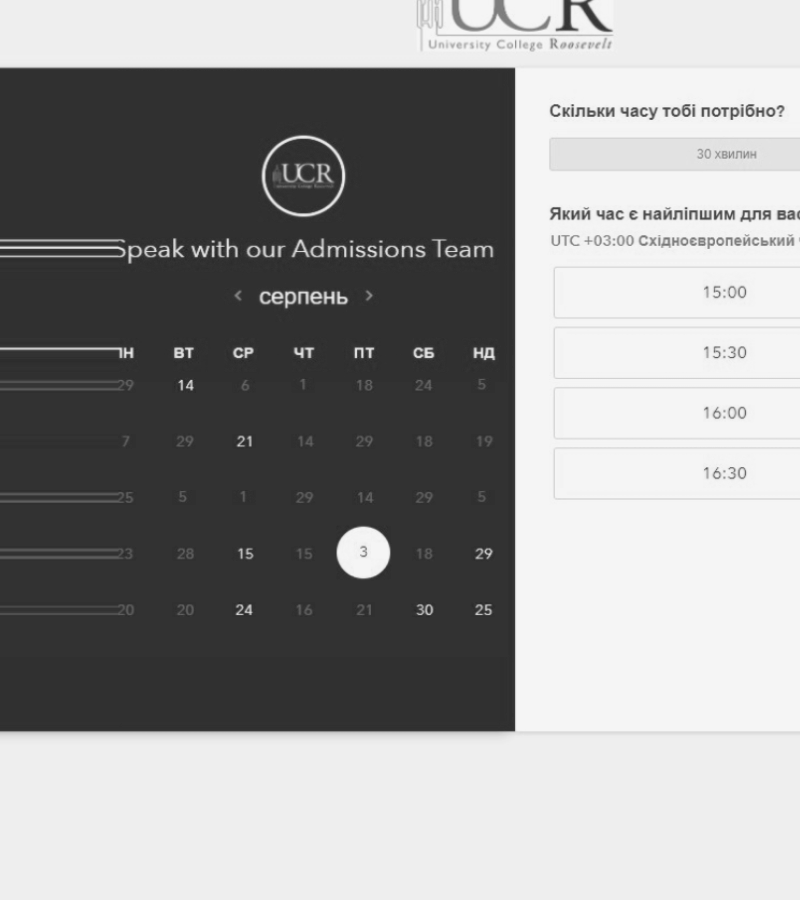 UCR
University College Roosevelt
UCR
Speak with our Admissions Team
< серпень >
ВТ СР ЧТ ПТ СБ НД
29 14 6 1 18 24 5
7 29 21 14 29 18 19
25 5 1 29 14 29 5
23 28 15 15 3 18 29
20 20 24 16 21 30 25
Скільки часу тобі потрібно?
30 хвилин
Який час є найліпшим для
UTC +03:00 Східноєвропейський
15:00
15:30
16:00
16:30